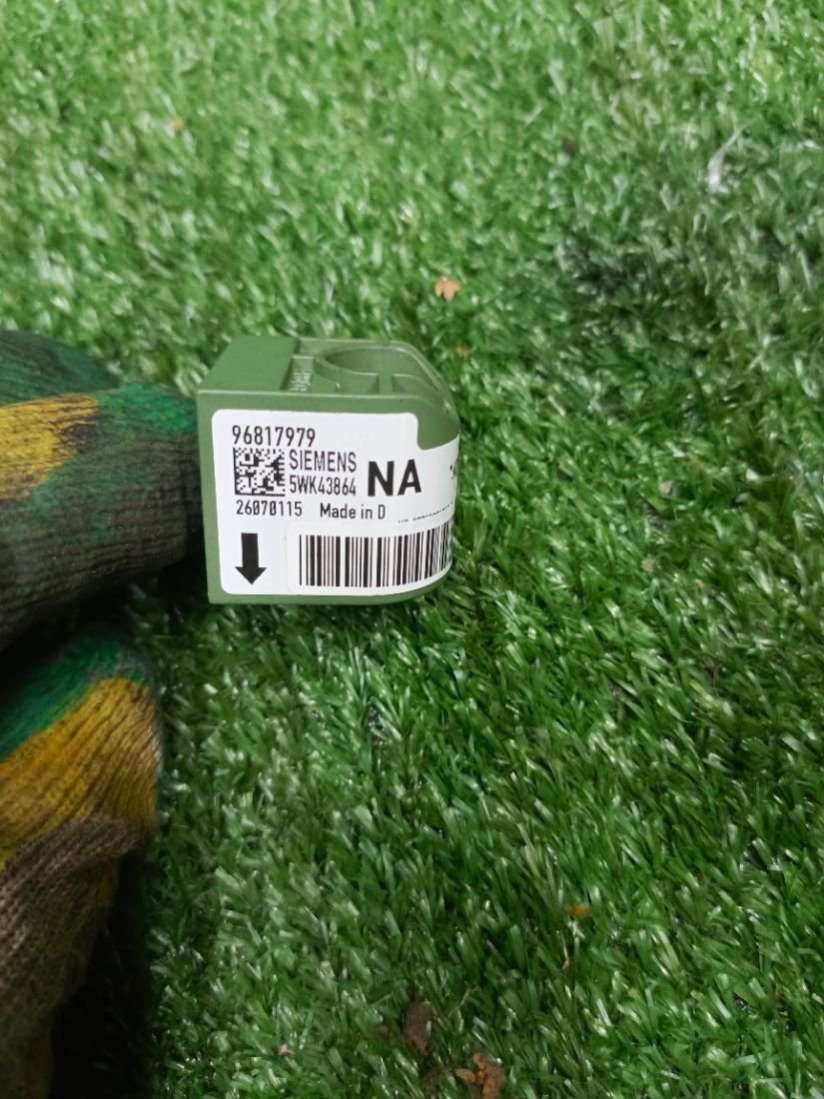 96817979
SIEMENS
5WK43864
NA
26070115 Made in D